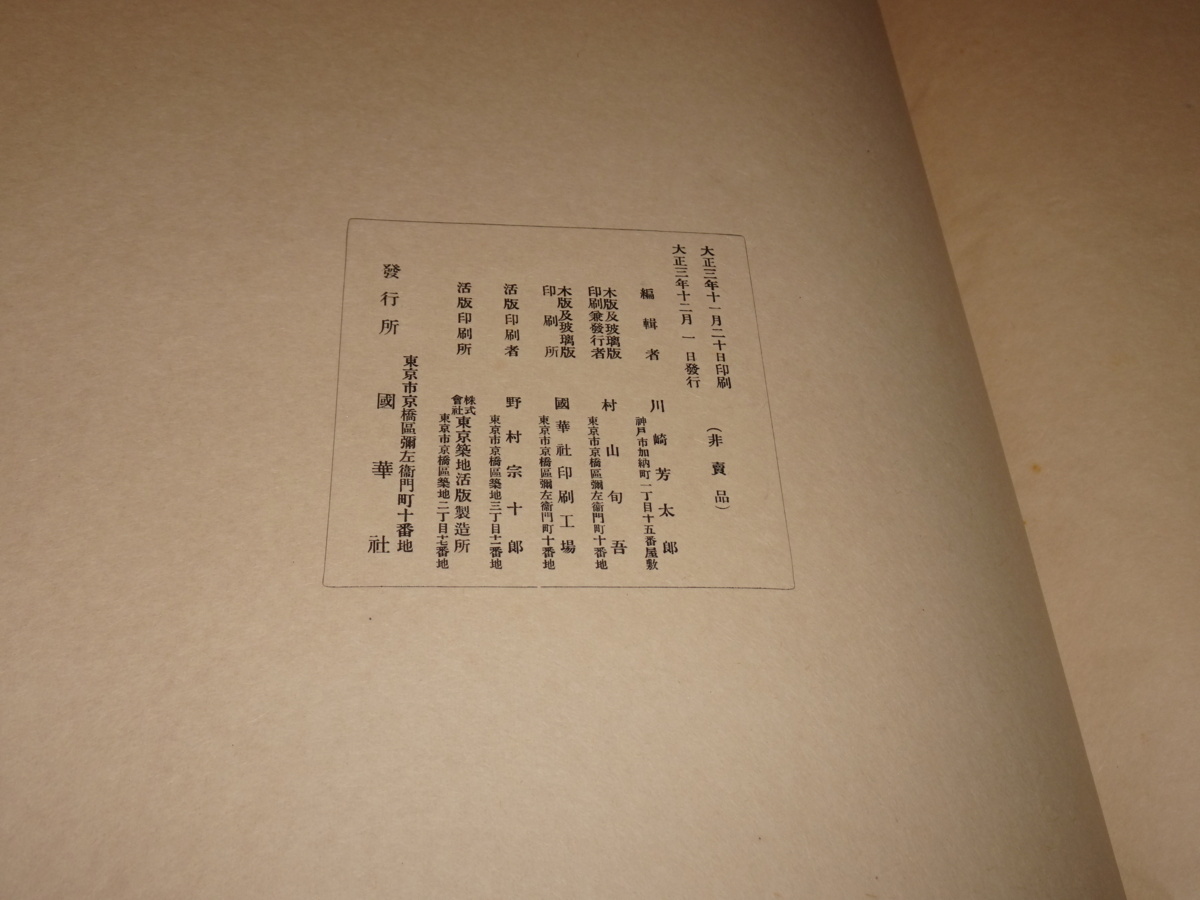 大正三年十一月二十日印刷 (非賣品)
大正三年十二月一日發行
編輯者
神戶市加納町一丁目十五番屋敷
川崎芳太郎
木版及玻璃版
印刷兼發行者
東京市京橋區彌左衞門町十番地
村山旬吾
木版及玻璃版
印刷所
東京市京橋區彌左衞門町十番地
國華社印刷工場
活版印刷者
東京市京橋區築地三丁目十一番地
野村宗十郎
活版印刷所
東京市京橋區築地二丁目十七番地
株式
會社
東京築地活版製造所
發行所
東京市京橋區彌左衞門町十番地
國華社